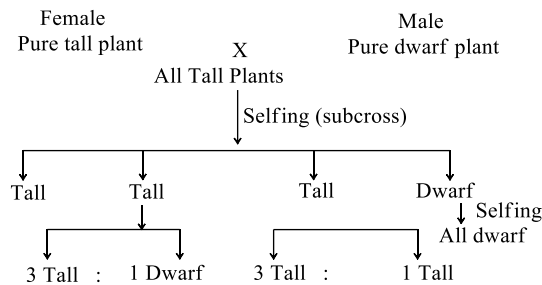 Female
Pure tall plant
Male
Pure dwarf plant
X
All Tall Plants
Selfing (subcross)
Tall
Tall
Tall
Dwarf
Selfing
All dwarf
3 Tall : 1 Dwarf
3 Tall : 1 Tall